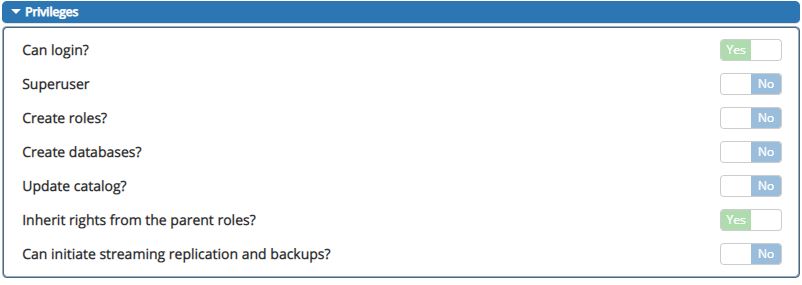 Privileges
Can login? Yes
Superuser No
Create roles? No
Create databases? No
Update catalog? No
Inherit rights from the parent roles? Yes
Can initiate streaming replication and backups? No